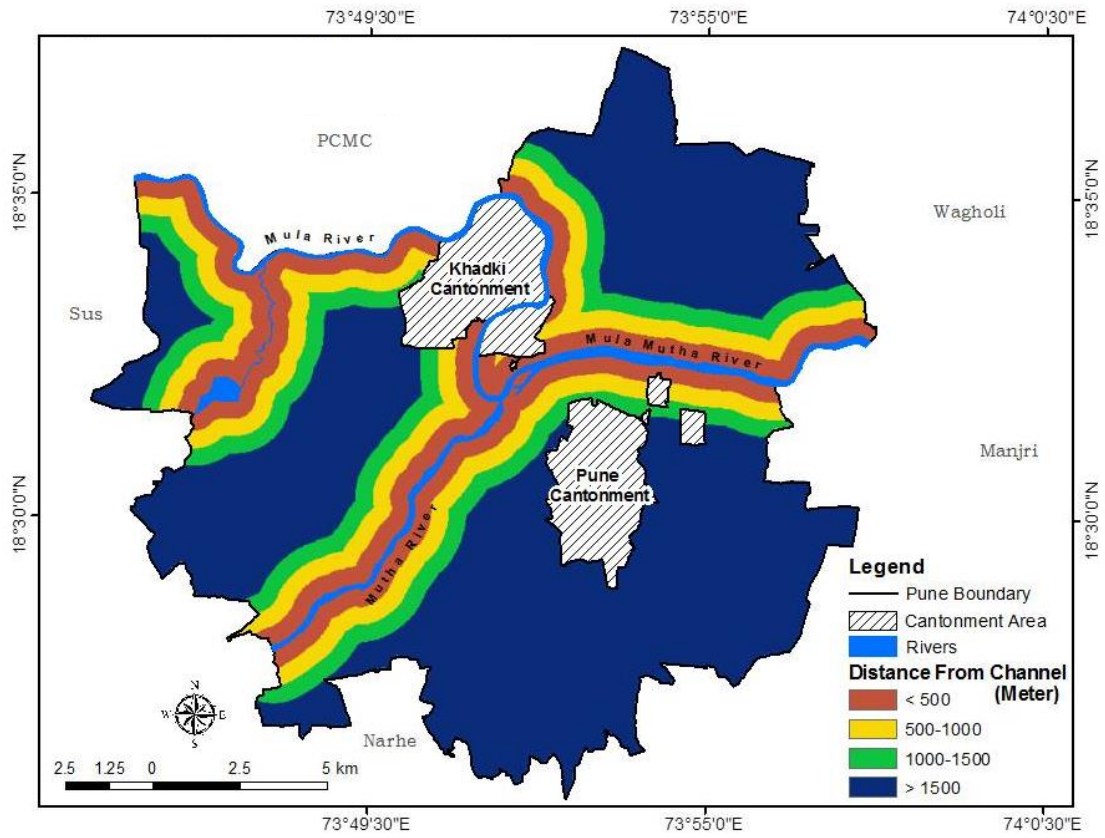 73°49'30"E
73°55'0"E
74°0'30"E
PCMC
18°35'0"N
18°35'0"N
Wagholi
Mula River
Khadki
Cantonment
Sus
Mula Mutha River
Manjri
Pune
Cantonment
18°30'0"N
18°30'0"N
Mutha River
Legend
Pune Boundary
Cantonment Area
Rivers
Distance From Channel
(Meter)
< 500
500-1000
1000-1500
> 1500
N
W E
S
Narhe
2.5 1.25 0 2.5 5 km
73°49'30"E
73°55'0"E
74°0'30"E